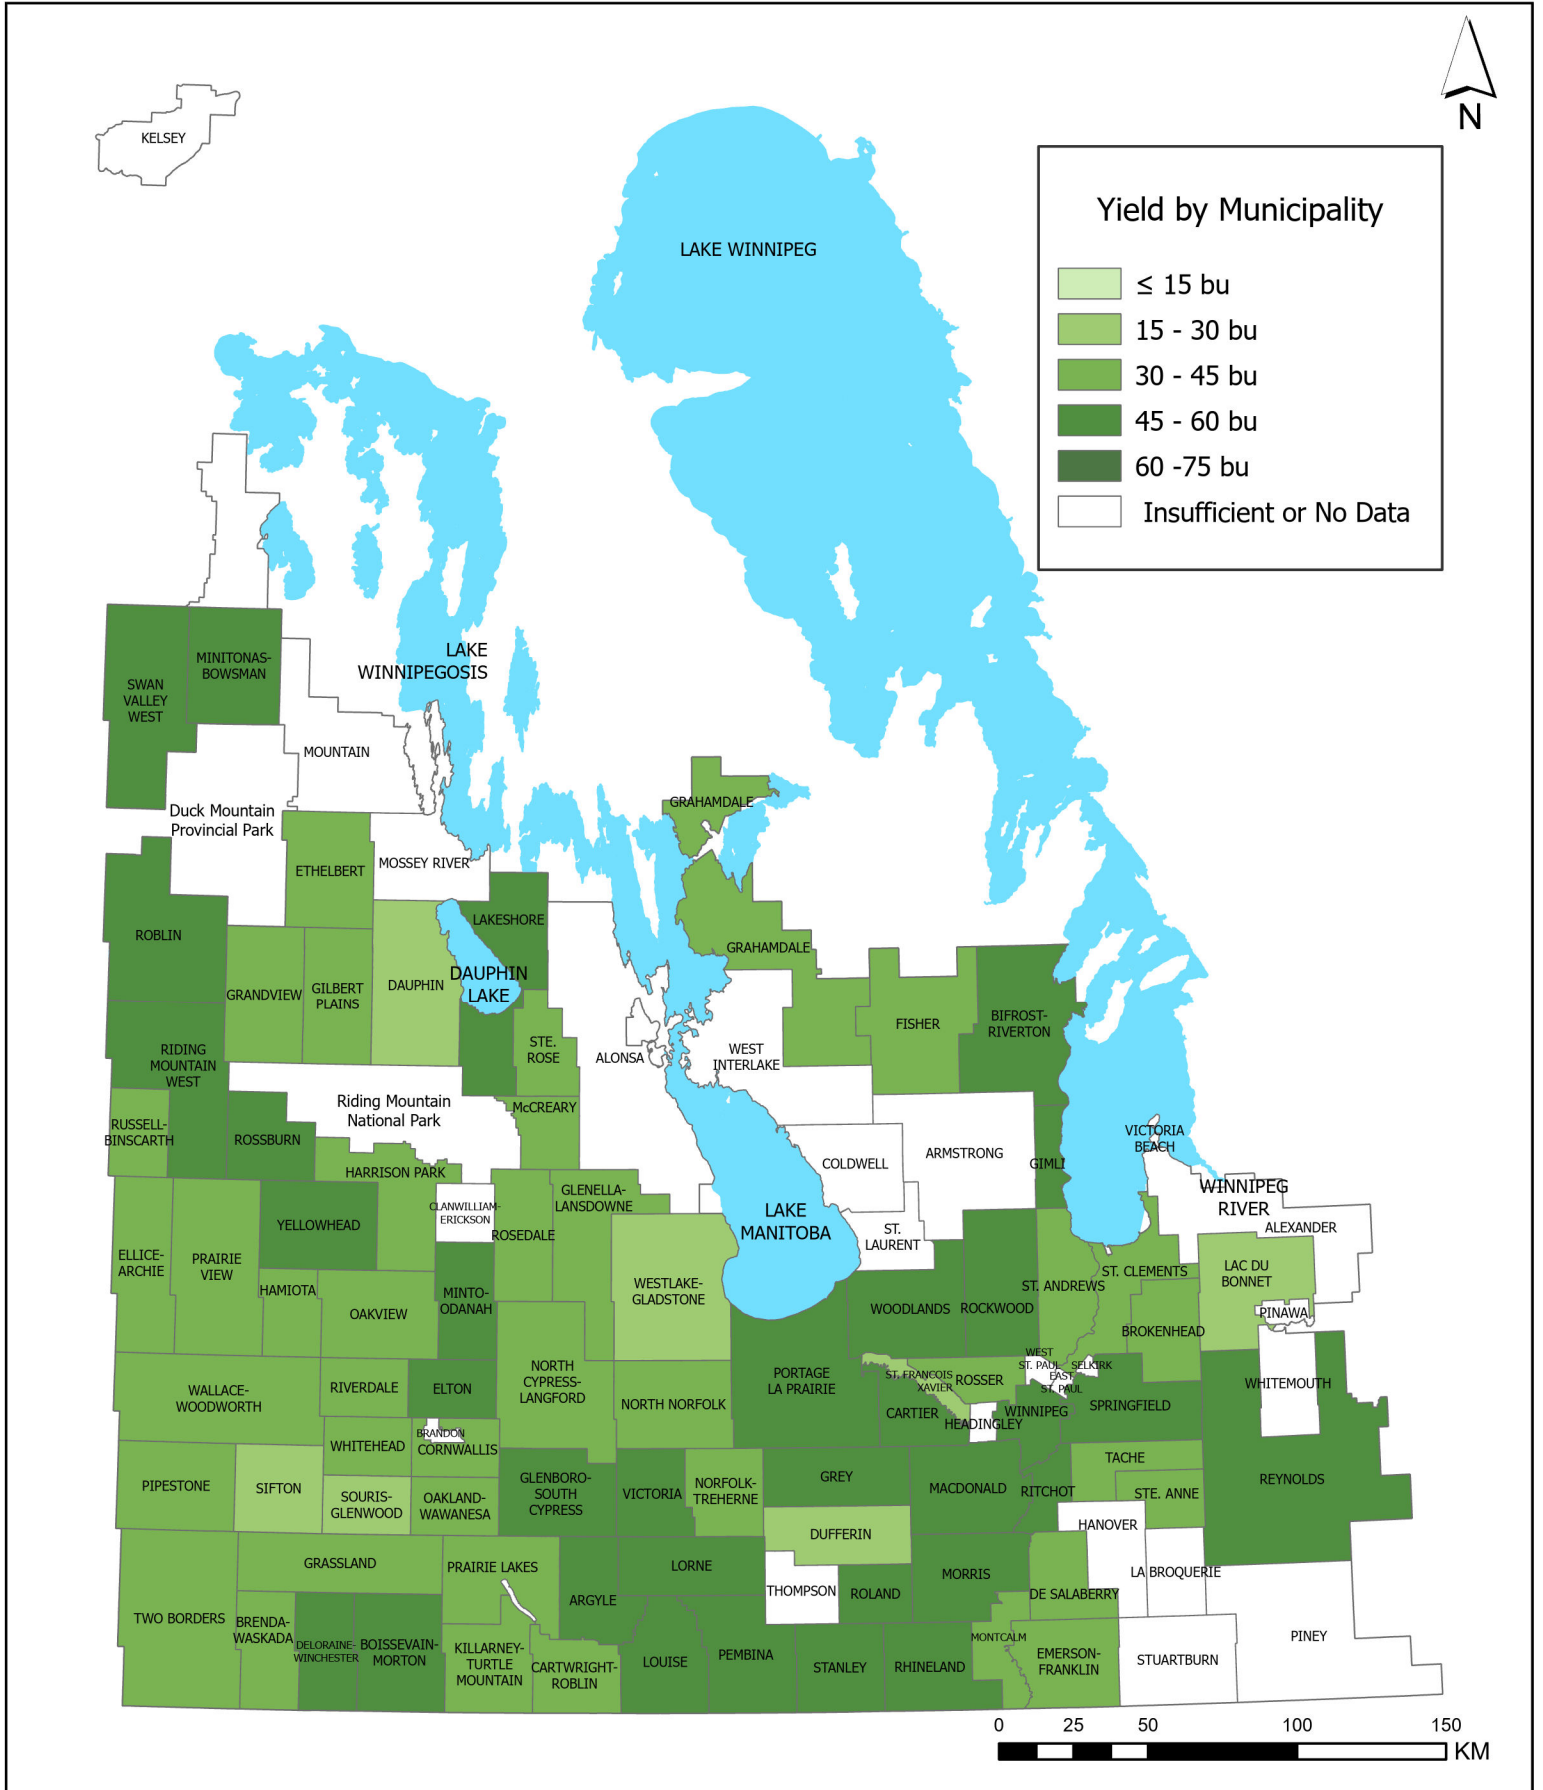 N
KELSEY
Yield by Municipality
≤ 15 bu
15 - 30 bu
30 - 45 bu
45 - 60 bu
60 -75 bu
Insufficient or No Data
LAKE WINNIPEG
LAKE
WINNIPEGOSIS
MINITONAS-
BOWSMAN
SWAN
VALLEY
WEST
MOUNTAIN
Duck Mountain
Provincial Park
GRAHAMDALE
ETHELBERT
MOSSEY RIVER
LAKESHORE
ROBLIN
GRAHAMDALE
DAUPHIN
LAKE
GRANDVIEW
GILBERT
PLAINS
DAUPHIN
FISHER
BIFROST-
RIVERTON
STE.
ROSE
ALONSA
WEST
INTERLAKE
RIDING
MOUNTAIN
WEST
Riding Mountain
National Park
McCREARY
RUSSELL-
BINSCARTH
ROSSBURN
VICTORIA
BEACH
HARRISON PARK
COLDWELL
ARMSTRONG
GIMLI
GLENELLA-
LANSDOWNE
WINNIPEG
RIVER
CLANWILLIAM-
ERICKSON
YELLOWHEAD
ROSEDALE
LAKE
MANITOBA
ST.
LAURENT
ALEXANDER
ELLICE-
ARCHIE
PRAIRIE
VIEW
HAMIOTA
OAKVIEW
MINTO-
ODANAH
WESTLAKE-
GLADSTONE
WOODLANDS
ROCKWOOD
ST. ANDREWS
ST. CLEMENTS
LAC DU
BONNET
PINAWA
BROKENHEAD
WALLACE-
WOODWORTH
RIVERDALE
ELTON
NORTH
CYPRESS-
LANGFORD
NORTH NORFOLK
PORTAGE
LA PRAIRIE
ST. FRANCOIS
XAVIER
ROSSER
WEST
ST. PAUL
SELKIRK
EAST
ST. PAUL
WHITEMOUTH
CARTIER
HEADINGLEY
WINNIPEG
SPRINGFIELD
BRANDON
WHITEHEAD
CORNWALLIS
PIPESTONE
SIFTON
SOURIS-
GLENWOOD
OAKLAND-
WAWANESA
GLENBORO-
SOUTH
CYPRESS
VICTORIA
NORFOLK-
TREHERNE
GREY
MACDONALD
RITCHOT
TACHE
STE. ANNE
REYNOLDS
DUFFERIN
HANOVER
GRASSLAND
PRAIRIE LAKES
ARGYLE
LORNE
THOMPSON
ROLAND
MORRIS
DE SALABERRY
LA BROQUERIE
TWO BORDERS
BRENDA-
WASKADA
DELORAINE-
WINCHESTER
BOISSEVAIN-
MORTON
KILLARNEY-
TURTLE
MOUNTAIN
CARTWRIGHT-
ROBLIN
LOUISE
PEMBINA
STANLEY
RHINELAND
MONTCALM
EMERSON-
FRANKLIN
STUARTBURN
PINEY
0 25 50 100 150
KM